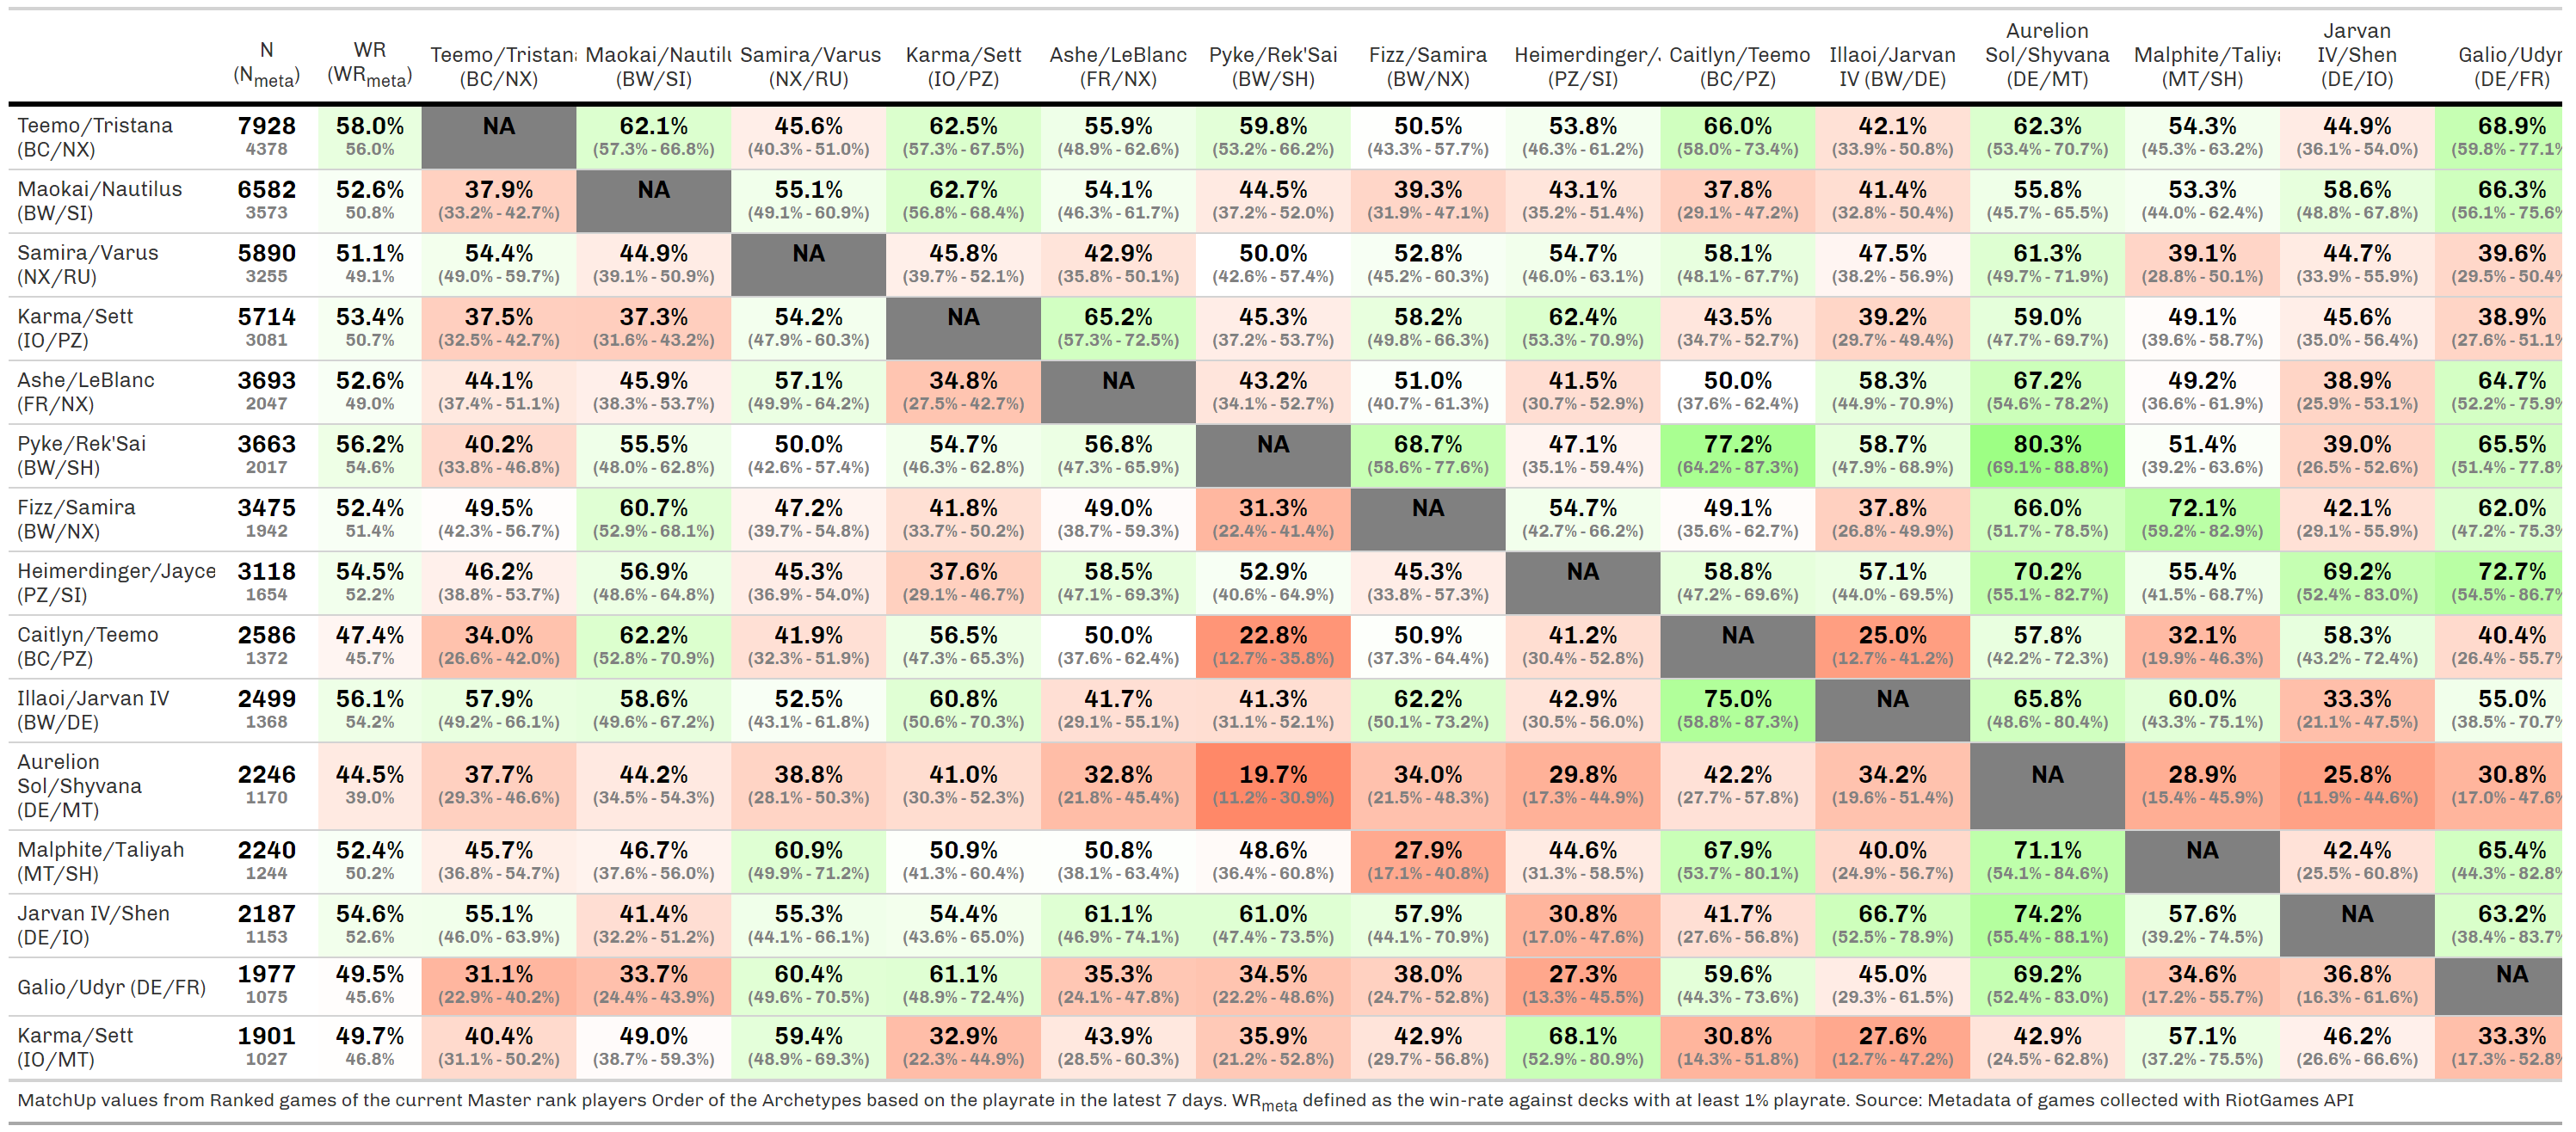 N (Nmeta) WR (WRmeta) Teemo/Tristana (BC/NX) Maokai/Nautilu (BW/SI) Samira/Varus (NX/RU) Karma/Sett (IO/PZ) Ashe/LeBlanc (FR/NX) Pyke/Rek'Sai (BW/SH) Fizz/Samira (BW/NX) Heimerdinger/J (PZ/SI) Caitlyn/Teemo (BC/PZ) Illaoi/Jarvan IV (BW/DE) Aurelion Sol/Shyvana (DE/MT) Malphite/Taliya (MT/SH) Jarvan IV/Shen (DE/IO) Galio/Udyr (DE/FR)
Teemo/Tristana 7928 58.0% NA 62.1% 45.6% 62.5% 55.9% 59.8% 50.5% 53.8% 66.0% 42.1% 62.3% 54.3% 44.9% 68.9%
(BC/NX) 4378 56.0% (57.3% - 66.8%) (40.3% - 51.0%) (57.3% - 67.5%) (48.9% - 62.6%) (53.2% - 66.2%) (43.3% - 57.7%) (46.3% - 61.2%) (58.0% - 73.4%) (33.9% - 50.8%) (53.4% - 70.7%) (45.3% - 63.2%) (36.1% - 54.0%) (59.8% - 77.1%
Maokai/Nautilus 6582 52.6% 37.9% NA 55.1% 62.7% 54.1% 44.5% 39.3% 43.1% 37.8% 41.4% 55.8% 53.3% 58.6% 66.3%
(BW/SI) 3573 50.8% (33.2% - 42.7%) (49.1% - 60.9%) (56.8% - 68.4%) (46.3% - 61.7%) (37.2% - 52.0%) (31.9% - 47.1%) (35.2% - 51.4%) (29.1% - 47.2%) (32.8% - 50.4%) (45.7% - 65.5%) (44.0% - 62.4%) (48.8% - 67.8%) (56.1% - 75.6%
Samira/Varus 5890 51.1% 54.4% 44.9% NA 45.8% 42.9% 50.0% 52.8% 54.7% 58.1% 47.5% 61.3% 39.1% 44.7% 39.6%
(NX/RU) 3255 49.1% (49.0% - 59.7%) (39.1% - 50.9%) (39.7% - 52.1%) (35.8% - 50.1%) (42.6% - 57.4%) (45.2% - 60.3%) (46.0% - 63.1%) (48.1% - 67.7%) (38.2% - 56.9%) (49.7% - 71.9%) (28.8% - 50.1%) (33.9% - 55.9%) (29.5% - 50.4%
Karma/Sett 5714 53.4% 37.5% 37.3% 54.2% NA 65.2% 45.3% 58.2% 62.4% 43.5% 39.2% 59.0% 49.1% 45.6% 38.9%
(IO/PZ) 3081 50.7% (32.5% - 42.7%) (31.6% - 43.2%) (47.9% - 60.3%) (57.3% - 72.5%) (37.2% - 53.7%) (49.8% - 66.3%) (53.3% - 70.9%) (34.7% - 52.7%) (29.7% - 49.4%) (47.7% - 69.7%) (39.6% - 58.7%) (35.0% - 56.4%) (27.6% - 51.1%
Ashe/LeBlanc 3693 52.6% 44.1% 45.9% 57.1% 34.8% NA 43.2% 51.0% 41.5% 50.0% 58.3% 67.2% 49.2% 38.9% 64.7%
(FR/NX) 2047 49.0% (37.4% - 51.1%) (38.3% - 53.7%) (49.9% - 64.2%) (27.5% - 42.7%) (34.1% - 52.7%) (40.7% - 61.3%) (30.7% - 52.9%) (37.6% - 62.4%) (44.9% - 70.9%) (54.6% - 78.2%) (36.6% - 61.9%) (25.9% - 53.1%) (52.2% - 75.9%
Pyke/Rek'Sai 3663 56.2% 40.2% 55.5% 50.0% 54.7% 56.8% NA 68.7% 47.1% 77.2% 58.7% 80.3% 51.4% 39.0% 65.5%
(BW/SH) 2017 54.6% (33.8% - 46.8%) (48.0% - 62.8%) (42.6% - 57.4%) (46.3% - 62.8%) (47.3% - 65.9%) (58.6% - 77.6%) (35.1% - 59.4%) (64.2% - 87.3%) (47.9% - 68.9%) (69.1% - 88.8%) (39.2% - 63.6%) (26.5% - 52.6%) (51.4% - 77.8%
Fizz/Samira 3475 52.4% 49.5% 60.7% 47.2% 41.8% 49.0% 31.3% NA 54.7% 49.1% 37.8% 66.0% 72.1% 42.1% 62.0%
(BW/NX) 1942 51.4% (42.3% - 56.7%) (52.9% - 68.1%) (39.7% - 54.8%) (33.7% - 50.2%) (38.7% - 59.3%) (22.4% - 41.4%) (42.7% - 66.2%) (35.6% - 62.7%) (26.8% - 49.9%) (51.7% - 78.5%) (59.2% - 82.9%) (29.1% - 55.9%) (47.2% - 75.3%
Heimerdinger/Jayce 3118 54.5% 46.2% 56.9% 45.3% 37.6% 58.5% 52.9% 45.3% NA 58.8% 57.1% 70.2% 55.4% 69.2% 72.7%
(PZ/SI) 1654 52.2% (38.8% - 53.7%) (48.6% - 64.8%) (36.9% - 54.0%) (29.1% - 46.7%) (47.1% - 69.3%) (40.6% - 64.9%) (33.8% - 57.3%) (47.2% - 69.6%) (44.0% - 69.5%) (55.1% - 82.7%) (41.5% - 68.7%) (52.4% - 83.0%) (54.5% - 86.7%
Caitlyn/Teemo 2586 47.4% 34.0% 62.2% 41.9% 56.5% 50.0% 22.8% 50.9% 41.2% NA 25.0% 57.8% 32.1% 58.3% 40.4%
(BC/PZ) 1372 45.7% (26.6% - 42.0%) (52.8% - 70.9%) (32.3% - 51.9%) (47.3% - 65.3%) (37.6% - 62.4%) (12.7% - 35.8%) (37.3% - 64.4%) (30.4% - 52.8%) (12.7% - 41.2%) (42.2% - 72.3%) (19.9% - 46.3%) (43.2% - 72.4%) (26.4% - 55.7%
Illaoi/Jarvan IV 2499 56.1% 57.9% 58.6% 52.5% 60.8% 41.7% 41.3% 62.2% 42.9% 75.0% NA 65.8% 60.0% 33.3% 55.0%
(BW/DE) 1368 54.2% (49.2% - 66.1%) (49.6% - 67.2%) (43.1% - 61.8%) (50.6% - 70.3%) (29.1% - 55.1%) (31.1% - 52.1%) (50.1% - 73.2%) (30.5% - 56.0%) (58.8% - 87.3%) (48.6% - 80.4%) (43.3% - 75.1%) (21.1% - 47.5%) (38.5% - 70.7%
Aurelion
Sol/Shyvana 2246 44.5% 37.7% 44.2% 38.8% 41.0% 32.8% 19.7% 34.0% 29.8% 42.2% 34.2% NA 28.9% 25.8% 30.8%
(DE/MT) 1170 39.0% (29.3% - 46.6%) (34.5% - 54.3%) (28.1% - 50.3%) (30.3% - 52.3%) (21.8% - 45.4%) (11.2% - 30.9%) (21.5% - 48.3%) (17.3% - 44.9%) (27.7% - 57.8%) (19.6% - 51.4%) (15.4% - 45.9%) (11.9% - 44.6%) (17.0% - 47.6%
Malphite/Taliyah 2240 52.4% 45.7% 46.7% 60.9% 50.9% 50.8% 48.6% 27.9% 44.6% 67.9% 40.0% 71.1% NA 42.4% 65.4%
(MT/SH) 1244 50.2% (36.8% - 54.7%) (37.6% - 56.0%) (49.9% - 71.2%) (41.3% - 60.4%) (38.1% - 63.4%) (36.4% - 60.8%) (17.1% - 40.8%) (31.3% - 58.5%) (53.7% - 80.1%) (24.9% - 56.7%) (54.1% - 84.6%) (25.5% - 60.8%) (44.3% - 82.8%
Jarvan IV/Shen 2187 54.6% 55.1% 41.4% 55.3% 54.4% 61.1% 61.0% 57.9% 30.8% 41.7% 66.7% 74.2% 57.6% NA 63.2%
(DE/IO) 1153 52.6% (46.0% - 63.9%) (32.2% - 51.2%) (44.1% - 66.1%) (43.6% - 65.0%) (46.9% - 74.1%) (47.4% - 73.5%) (44.1% - 70.9%) (17.0% - 47.6%) (27.6% - 56.8%) (52.5% - 78.9%) (55.4% - 88.1%) (39.2% - 74.5%) (38.4% - 83.7%
Galio/Udyr (DE/FR) 1977 49.5% 31.1% 33.7% 60.4% 61.1% 35.3% 34.5% 38.0% 27.3% 59.6% 45.0% 69.2% 34.6% 36.8% NA
1075 45.6% (22.9% - 40.2%) (24.4% - 43.9%) (49.6% - 70.5%) (48.9% - 72.4%) (24.1% - 47.8%) (22.2% - 48.6%) (24.7% - 52.8%) (13.3% - 45.5%) (44.3% - 73.6%) (29.3% - 61.5%) (52.4% - 83.0%) (17.2% - 55.7%) (16.3% - 61.6%)
Karma/Sett 1901 49.7% 40.4% 49.0% 59.4% 32.9% 43.9% 35.9% 42.9% 68.1% 30.8% 27.6% 42.9% 57.1% 46.2% 33.3%
(IO/MT) 1027 46.8% (31.1% - 50.2%) (38.7% - 59.3%) (48.9% - 69.3%) (22.3% - 44.9%) (28.5% - 60.3%) (21.2% - 52.8%) (29.7% - 56.8%) (52.9% - 80.9%) (14.3% - 51.8%) (12.7% - 47.2%) (24.5% - 62.8%) (37.2% - 75.5%) (26.6% - 66.6%) (17.3% - 52.8%
MatchUp values from Ranked games of the current Master rank players Order of the Archetypes based on the playrate in the latest 7 days. WRmeta defined as the win-rate against decks with at least 1% playrate. Source: Metadata of games collected with RiotGames API